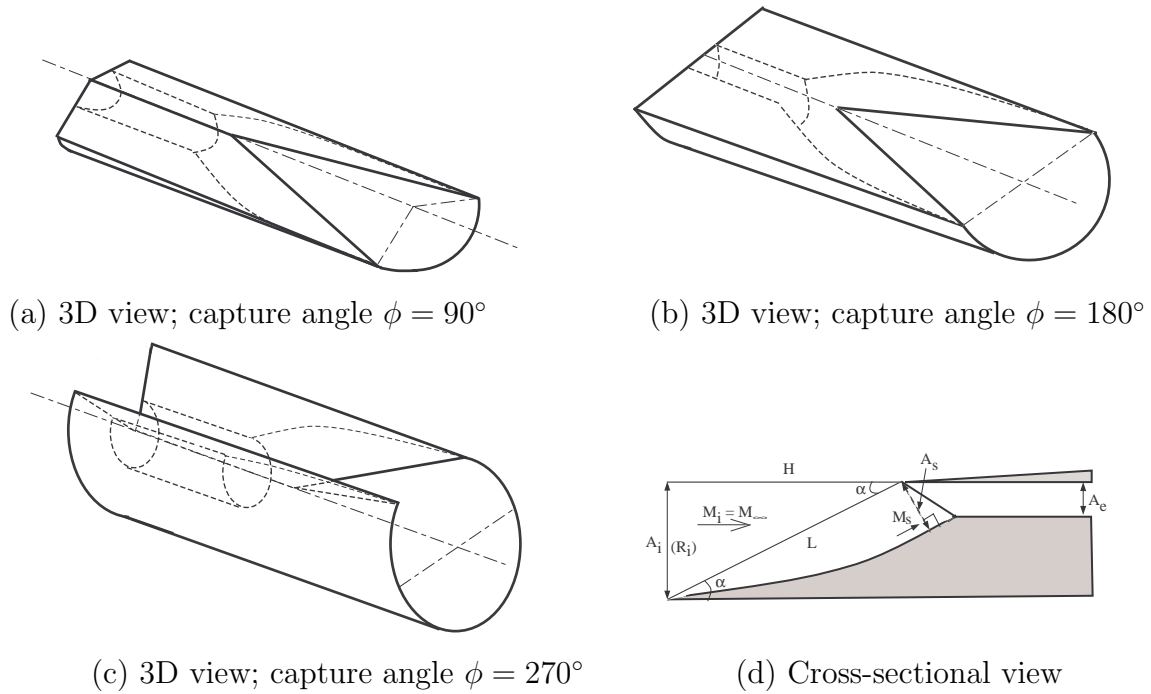 (a) 3D view; capture angle ϕ = 90°
(b) 3D view; capture angle ϕ = 180°
H
A_s
α
M_i = M_∞
M_s
A_e
A_i (R_i)
L
α
(c) 3D view; capture angle ϕ = 270°
(d) Cross-sectional view